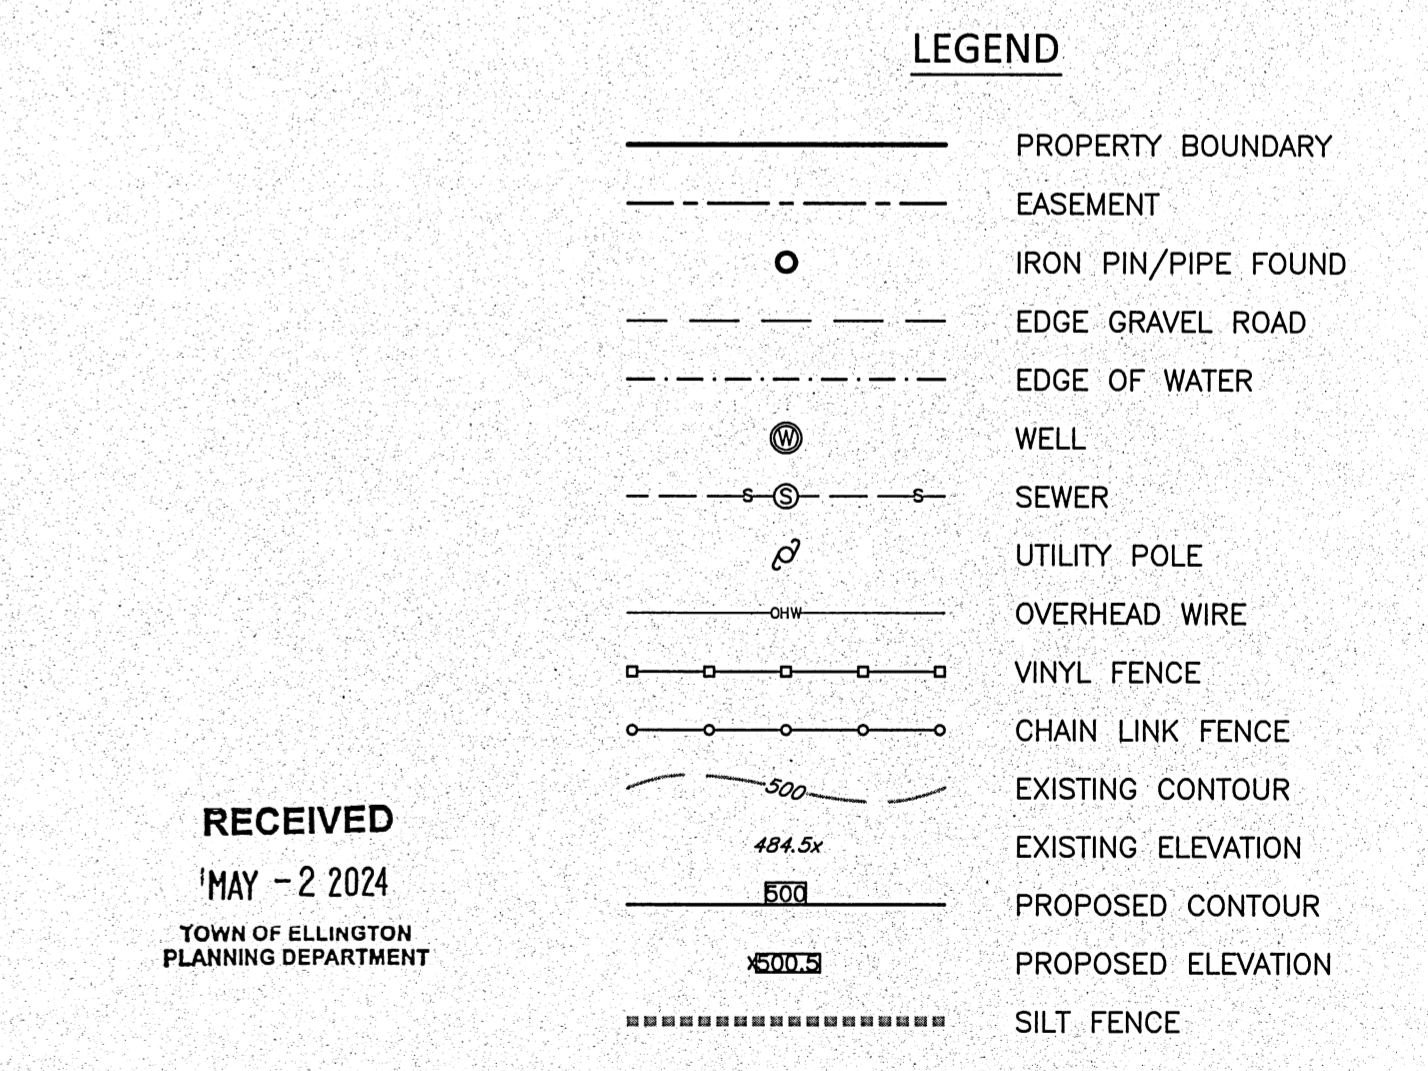 LEGEND
PROPERTY BOUNDARY
EASEMENT
IRON PIN/PIPE FOUND
EDGE GRAVEL ROAD
EDGE OF WATER
W WELL
S S S SEWER
UTILITY POLE
OHW OVERHEAD WIRE
VINYL FENCE
CHAIN LINK FENCE
500 EXISTING CONTOUR
484.5x EXISTING ELEVATION
500 PROPOSED CONTOUR
x500.5 PROPOSED ELEVATION
SILT FENCE
RECEIVED
MAY - 2 2024
TOWN OF ELLINGTON
PLANNING DEPARTMENT